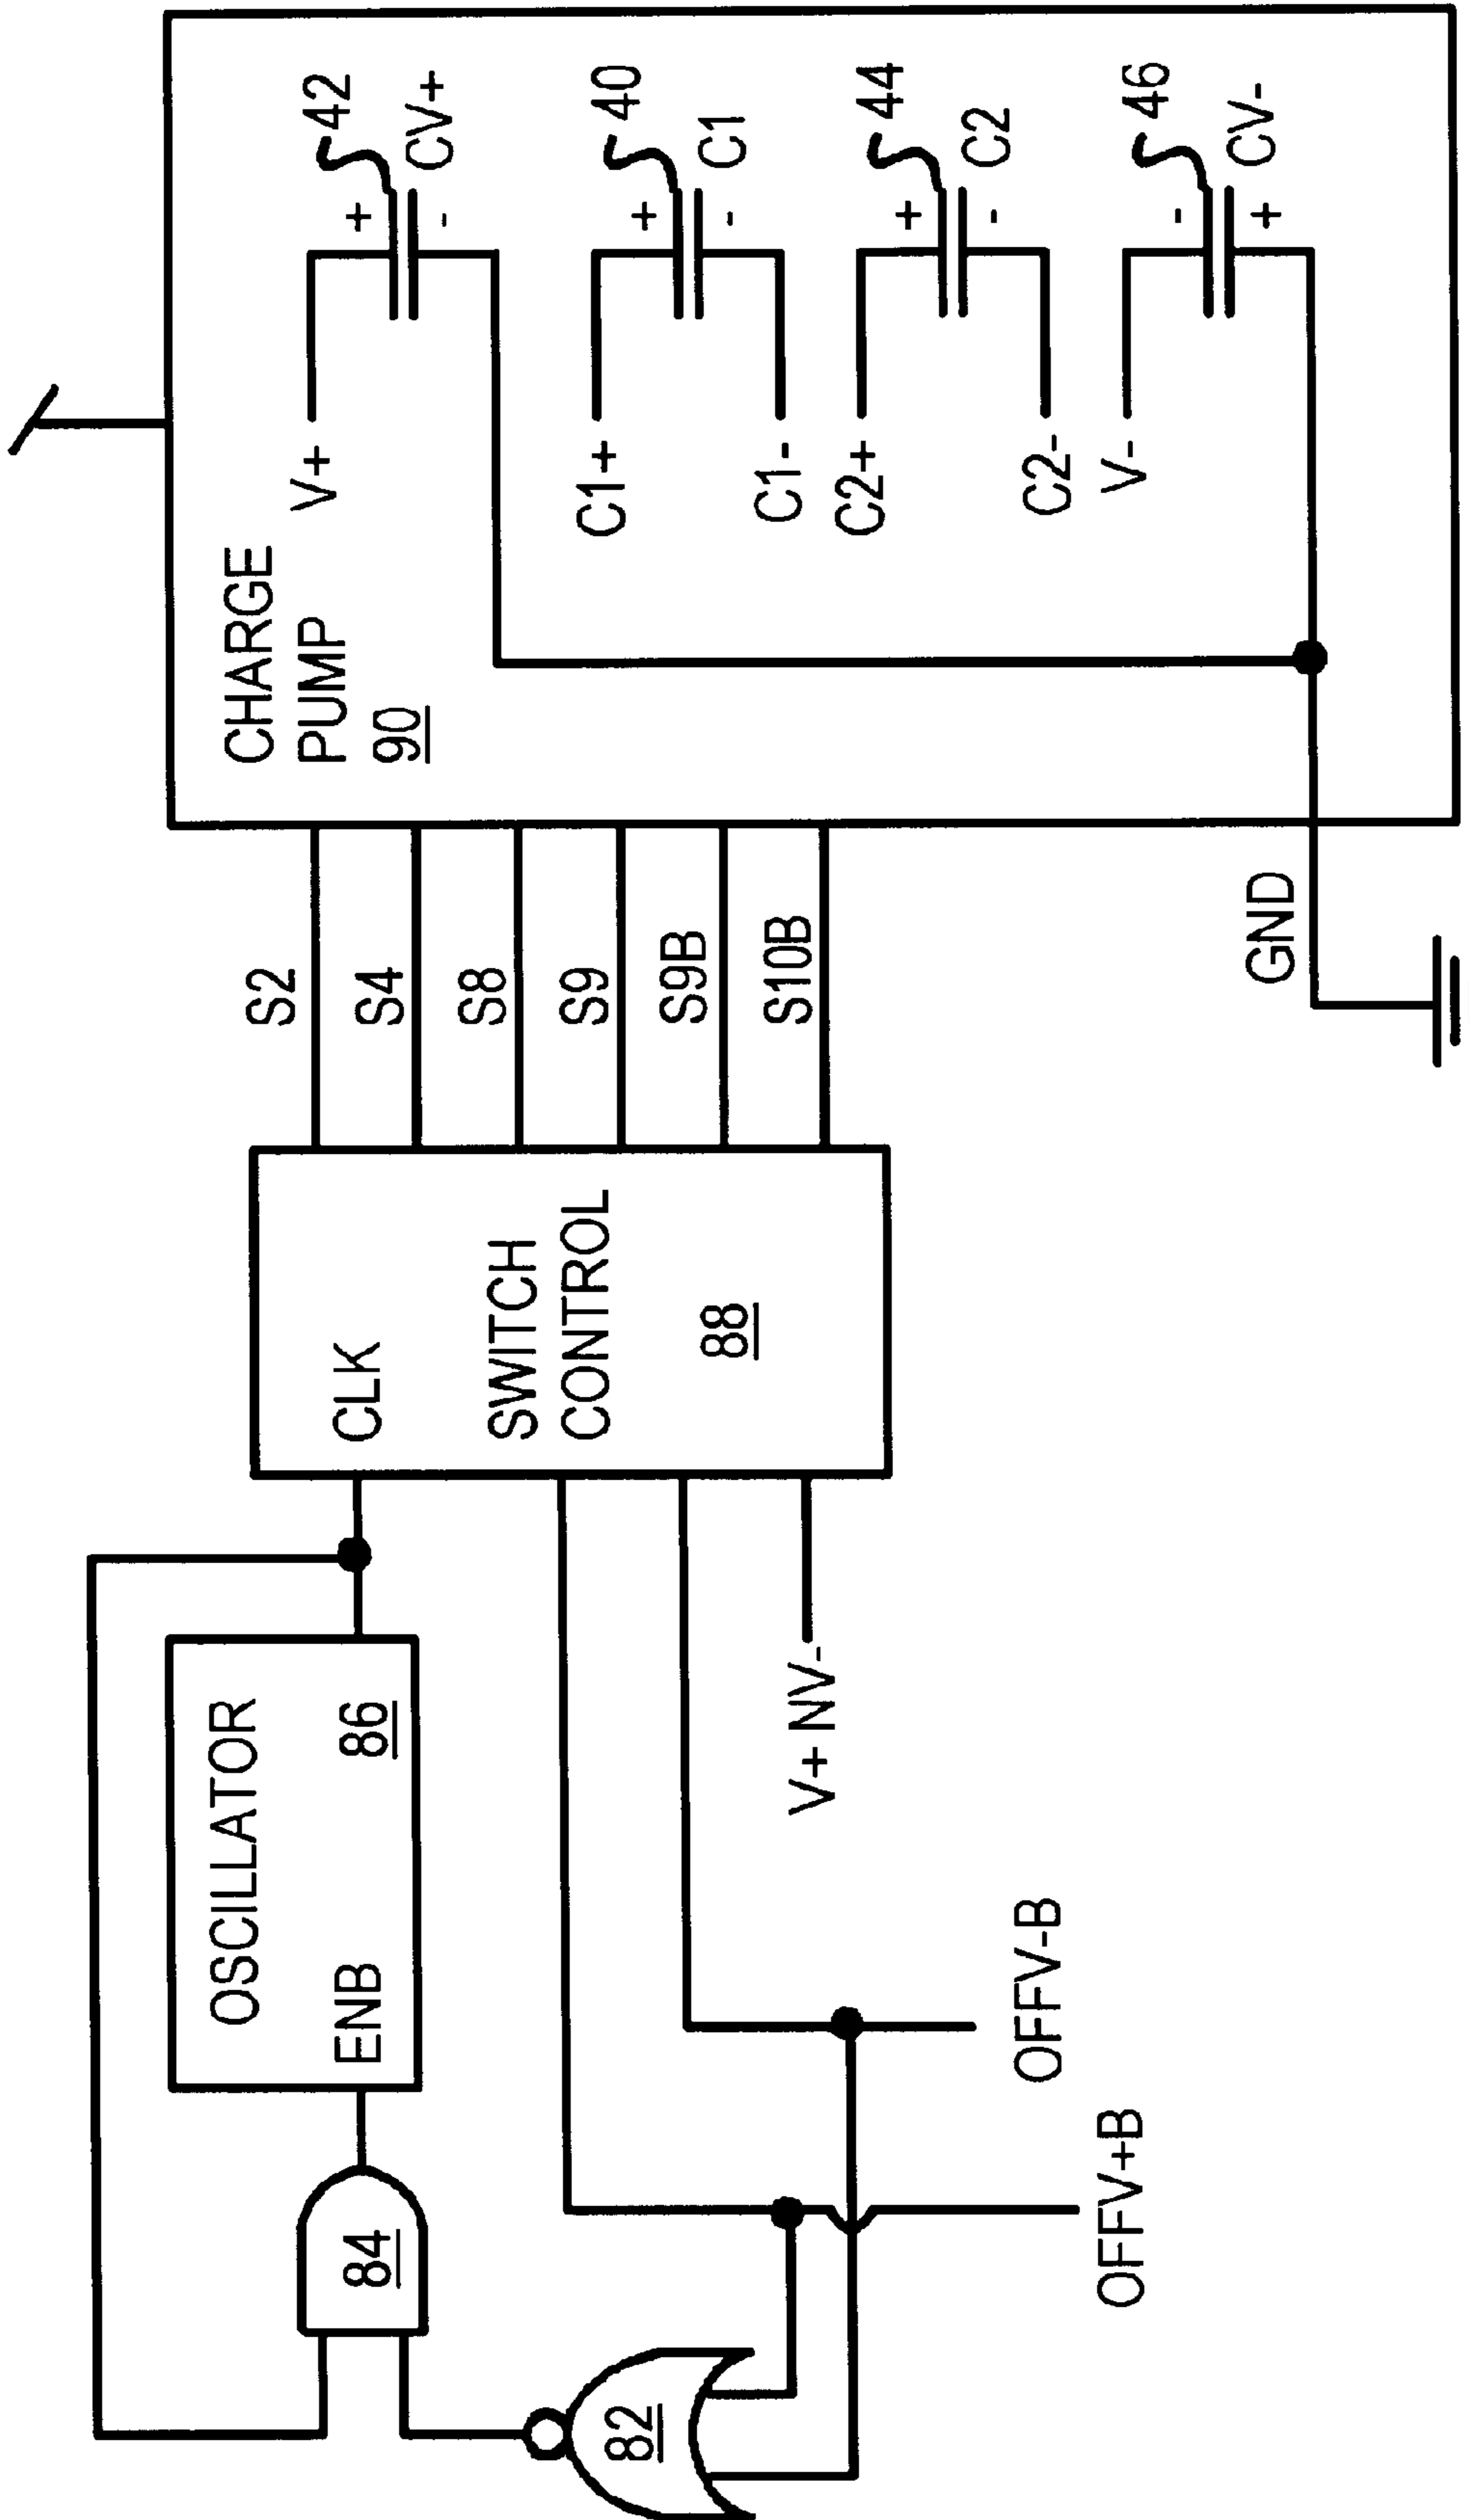 OSCILLATOR
ENB
86
84
82
OFFV+B
OFFV-B
V+ NV-
CLK
SWITCH
CONTROL
88
S2
S4
S8
S9
S9B
S10B
GND
CHARGE
PUMP
90
V+
+
-
42
CV+
C1+
C1-
+
-
40
C1
C2+
C2-
+
-
44
C2
V-
-
+
46
CV-